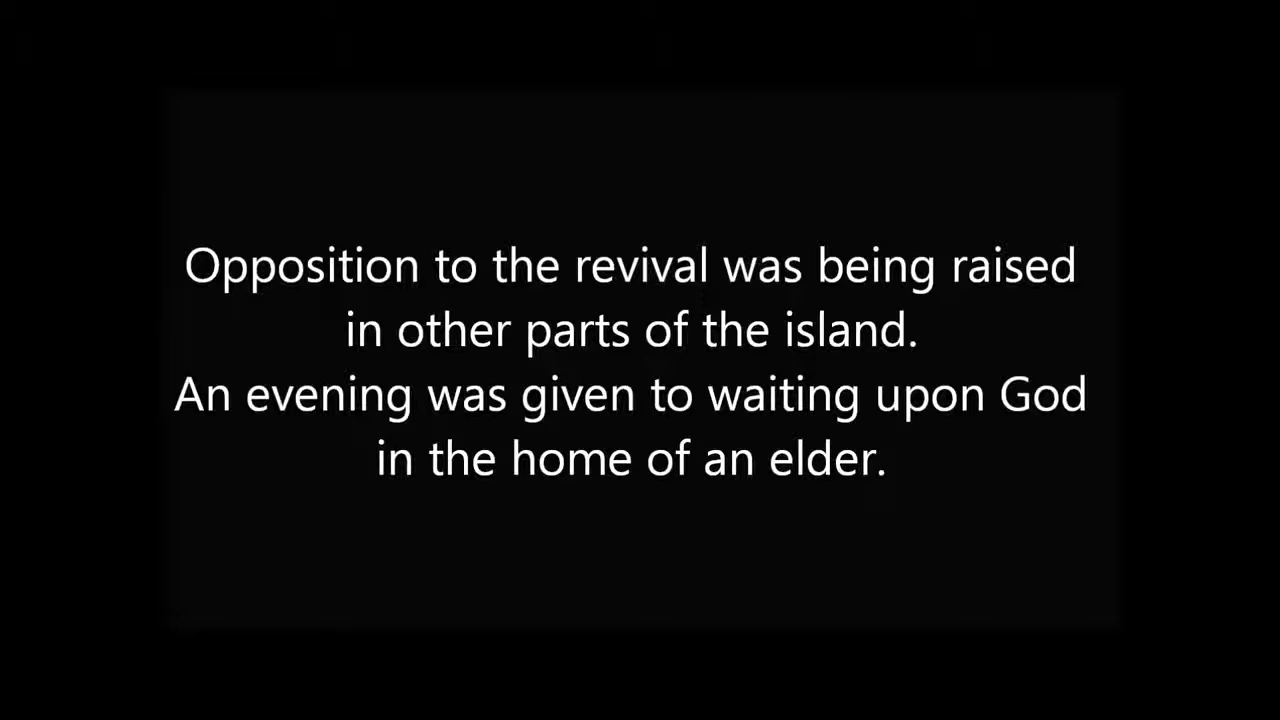 Opposition to the revival was being raised
in other parts of the island.
An evening was given to waiting upon God
in the home of an elder.